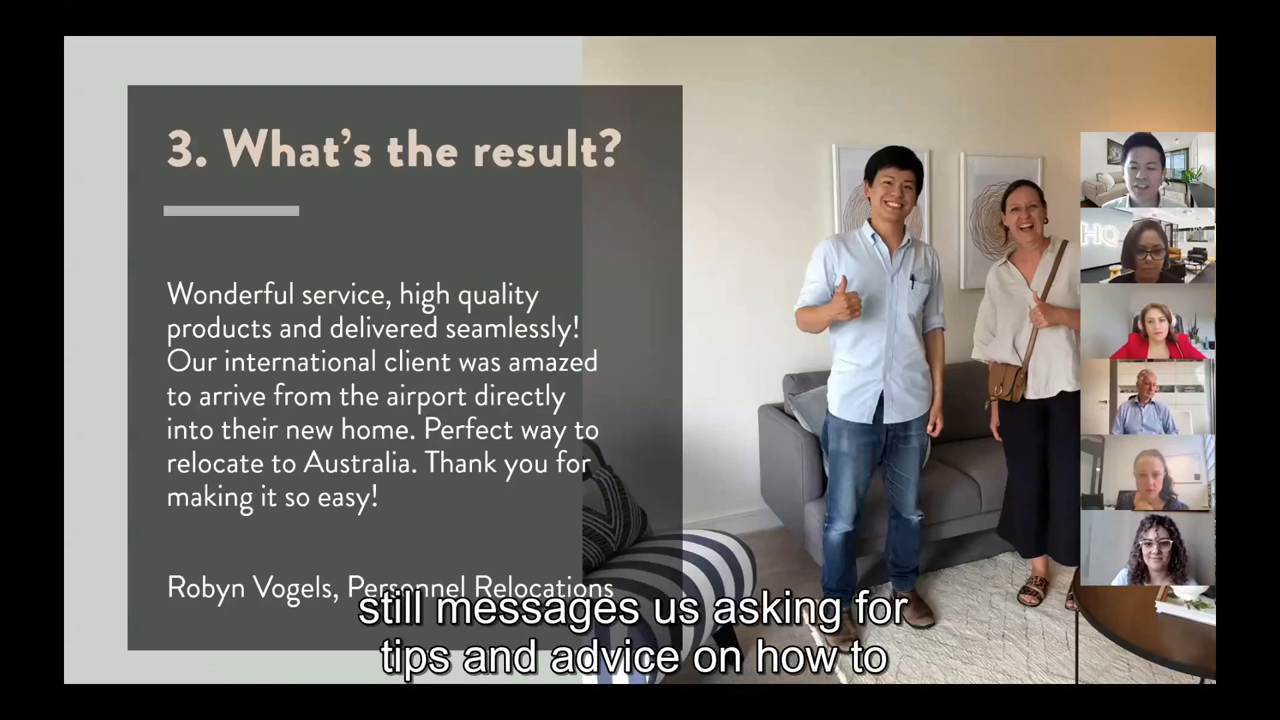 3. What's the result?
HQ
Wonderful service, high quality
products and delivered seamlessly!
Our international client was amazed
to arrive from the airport directly
into their new home. Perfect way to
relocate to Australia. Thank you for
making it so easy!
Robyn Vogels, Personnel Relocations
still messages us asking for
tips and advice on how to